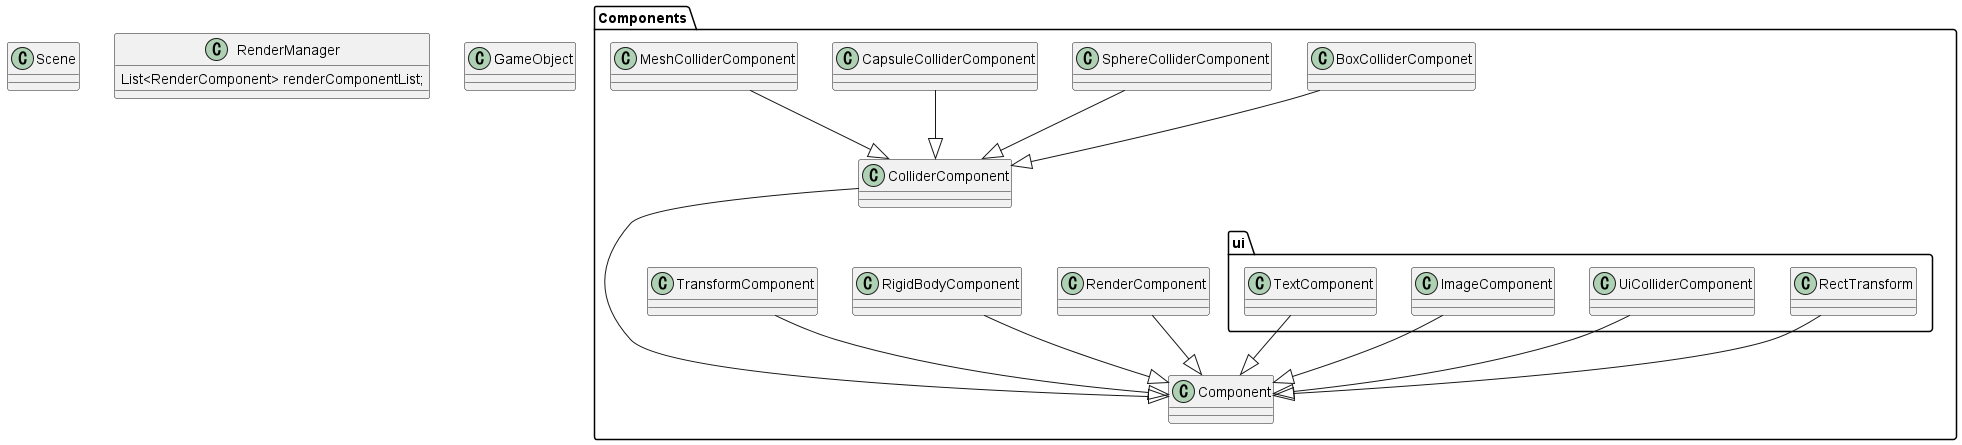 Components
C Scene
C RenderManager
List<RenderComponent> renderComponentList;
C GameObject
C MeshColliderComponent
C CapsuleColliderComponent
C SphereColliderComponent
C BoxColliderComponet
C ColliderComponent
ui
C TransformComponent
C RigidBodyComponent
C RenderComponent
C TextComponent
C ImageComponent
C UiColliderComponent
C RectTransform
C Component